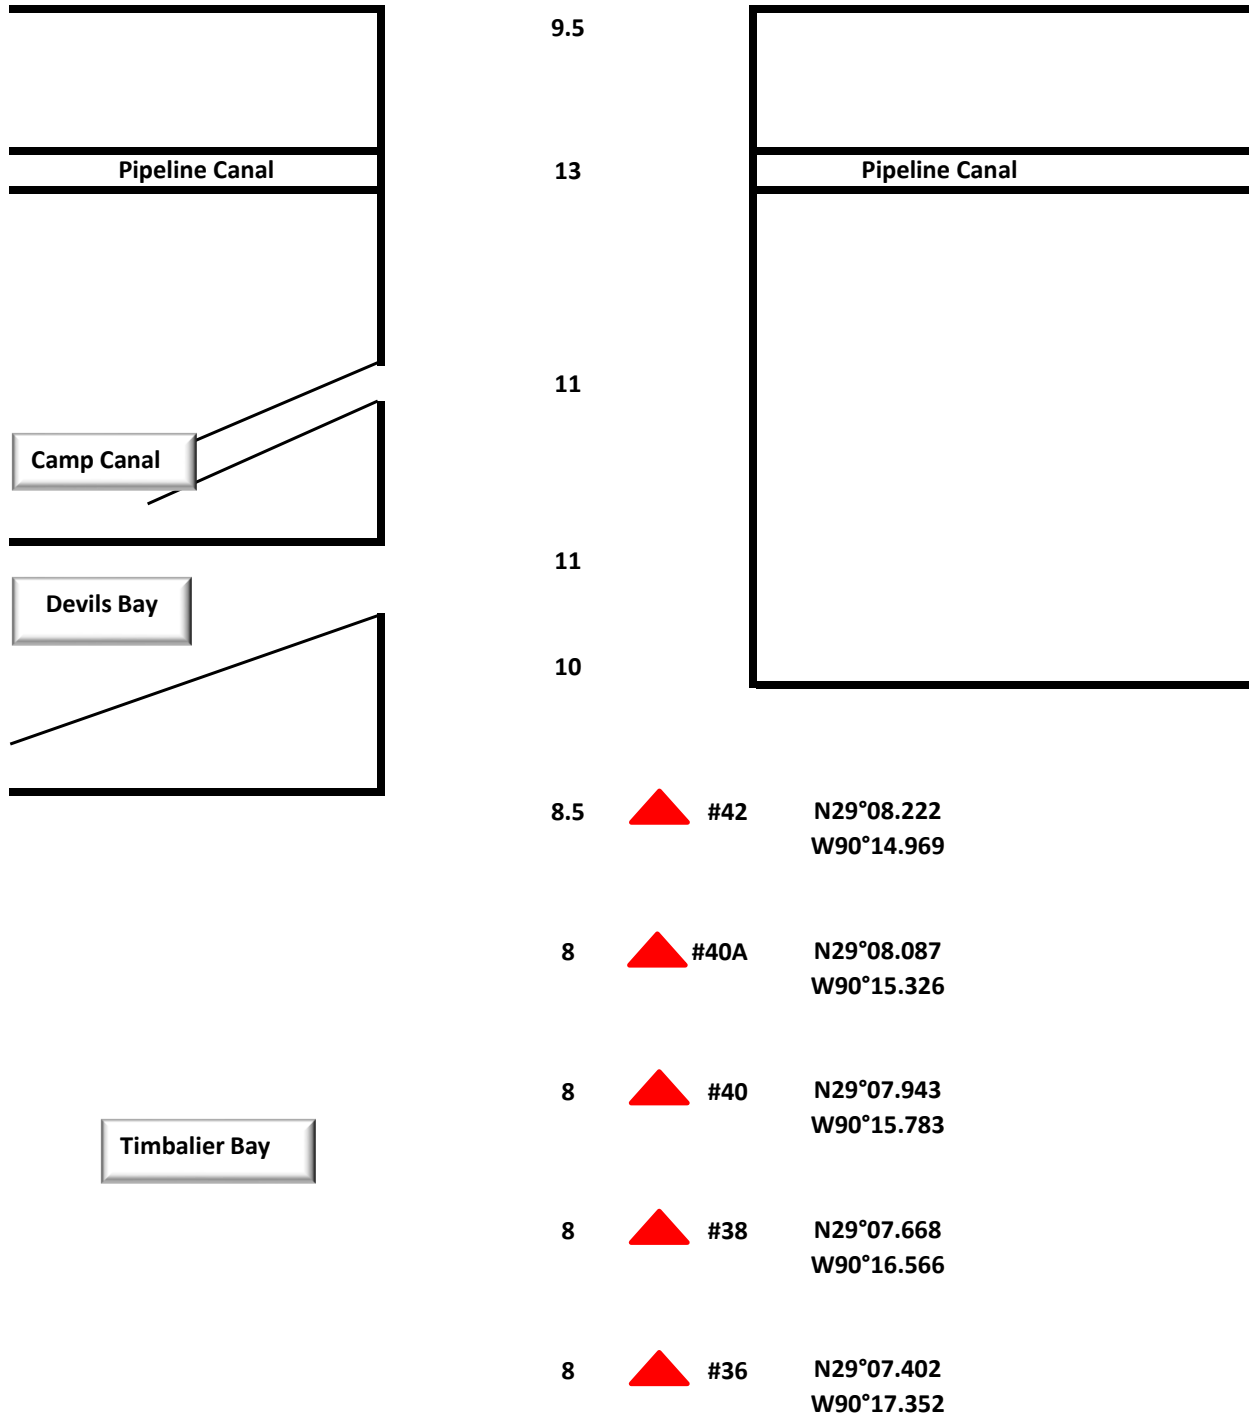 9.5
Pipeline Canal
13
Pipeline Canal
11
Camp Canal
11
Devils Bay
10
8.5
#42
N29°08.222
W90°14.969
8
#40A
N29°08.087
W90°15.326
8
#40
N29°07.943
W90°15.783
Timbalier Bay
8
#38
N29°07.668
W90°16.566
8
#36
N29°07.402
W90°17.352